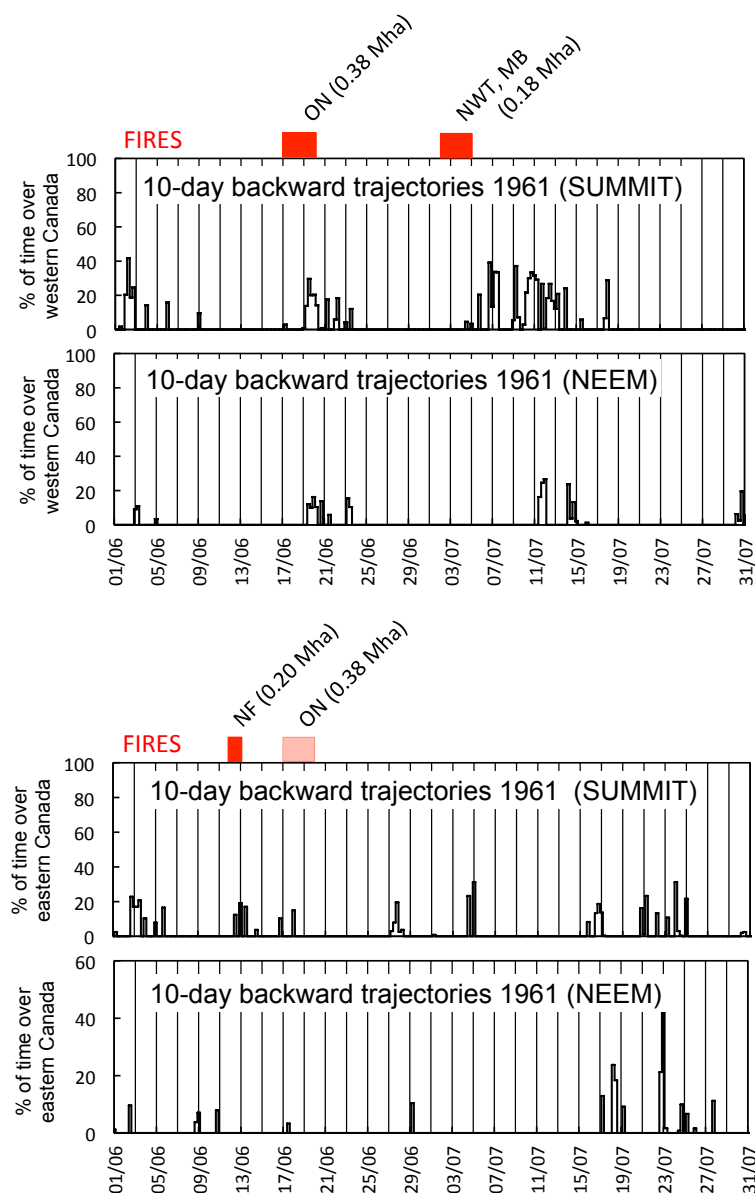 ON (0.38 Mha)
NWT, MB
(0.18 Mha)
FIRES
10-day backward trajectories 1961 (SUMMIT)
% of time over
western Canada
100
80
60
40
20
0
10-day backward trajectories 1961 (NEEM)
% of time over
western Canada
100
80
60
40
20
0
01/06
05/06
09/06
13/06
17/06
21/06
25/06
29/06
03/07
07/07
11/07
15/07
19/07
23/07
27/07
31/07
NF (0.20 Mha)
ON (0.38 Mha)
FIRES
10-day backward trajectories 1961 (SUMMIT)
% of time over
eastern Canada
100
80
60
40
20
0
10-day backward trajectories 1961 (NEEM)
% of time over
eastern Canada
60
40
20
0
01/06
05/06
09/06
13/06
17/06
21/06
25/06
29/06
03/07
07/07
11/07
15/07
19/07
23/07
27/07
31/07